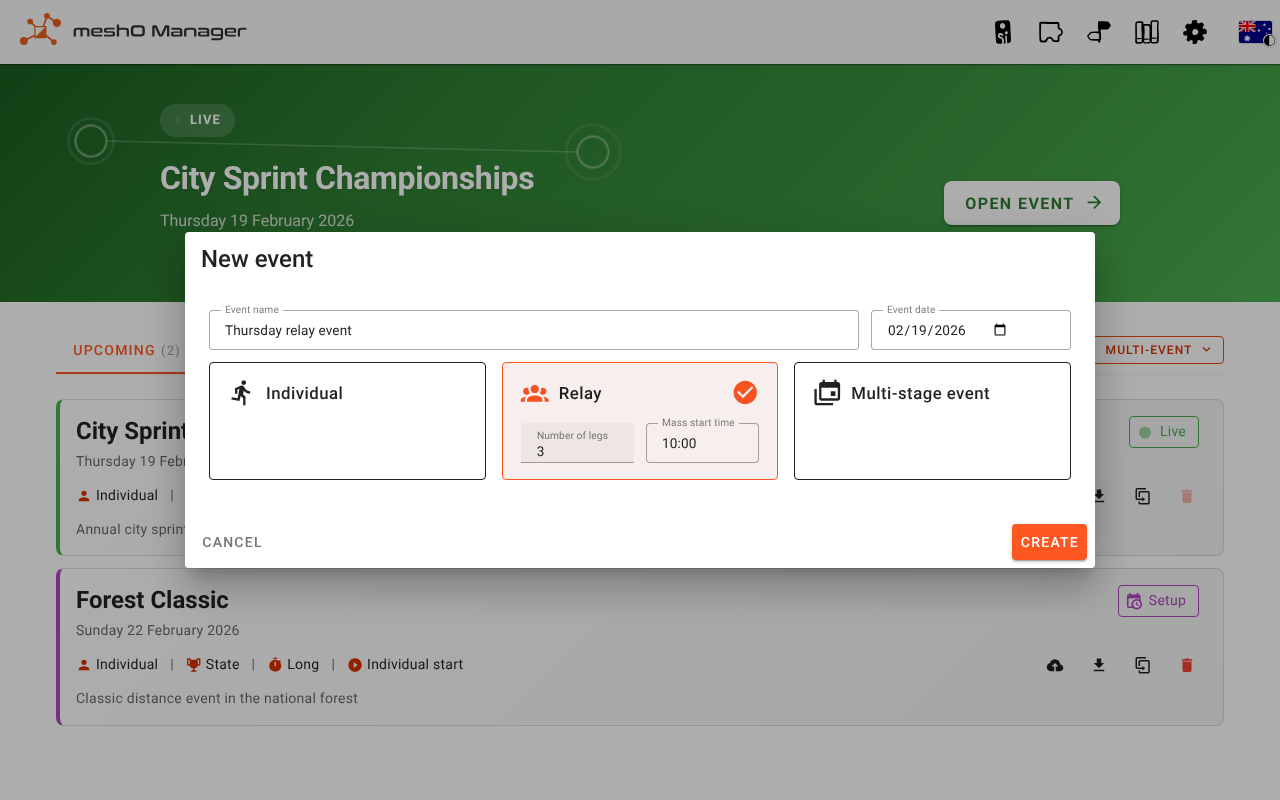 meshO Manager
Si
LIVE
City Sprint Championships
Thursday 19 February 2026
OPEN EVENT
New event
Event name
Thursday relay event
Event date
02/19/2026
UPCOMING (2)
MULTI-EVENT
Individual
Relay
Number of legs
3
Mass start time
10:00
Multi-stage event
City Sprint
Live
Thursday 19 Feb
Individual |
Annual city sprint
CANCEL
CREATE
Forest Classic
Setup
Sunday 22 February 2026
Individual | State | Long | Individual start
Classic distance event in the national forest